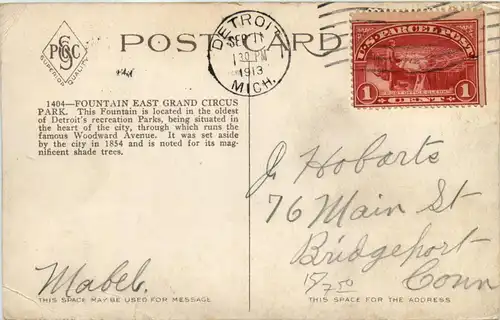 SUPERIOR QUALITY
POST CARD
DETROIT
SEP 11
130 PM
1913
MICH.
U.S. PARCEL POST
1 1
CENT
1404—FOUNTAIN EAST GRAND CIRCUS
PARK. This Fountain is located in the oldest
of Detroit's recreation Parks, being situated in
the heart of the city, through which runs the
famous Woodward Avenue. It was set aside
by the city in 1854 and is noted for its mag-
nificent shade trees.
J. Hobarts
76 Main St
Bridgeport
Conn
Mabel.
THIS SPACE MAY BE USED FOR MESSAGE
THIS SPACE FOR THE ADDRESS